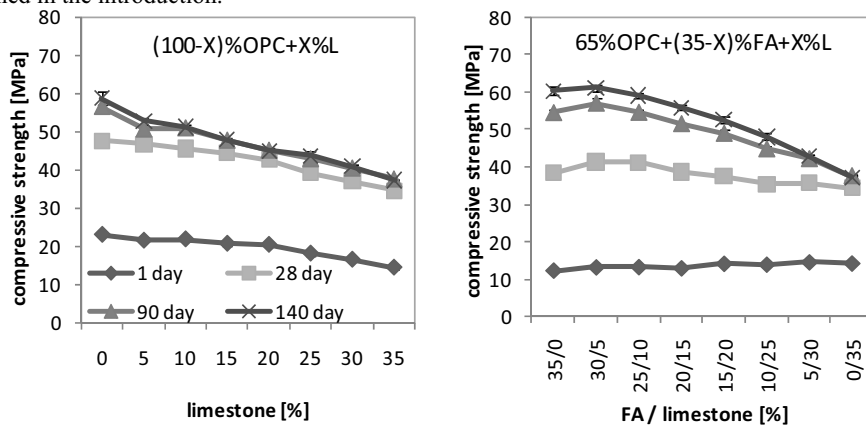 in the introduction.
(100-X)%OPC+X%L
compressive strength [MPa]
80
70
60
50
40
30
20
10
0
1 day
28 day
90 day
140 day
0 5 10 15 20 25 30 35
limestone [%]
65%OPC+(35-X)%FA+X%L
compressive strength [MPa]
80
70
60
50
40
30
20
10
0
35/0
30/5
25/10
20/15
15/20
10/25
5/30
0/35
FA / limestone [%]